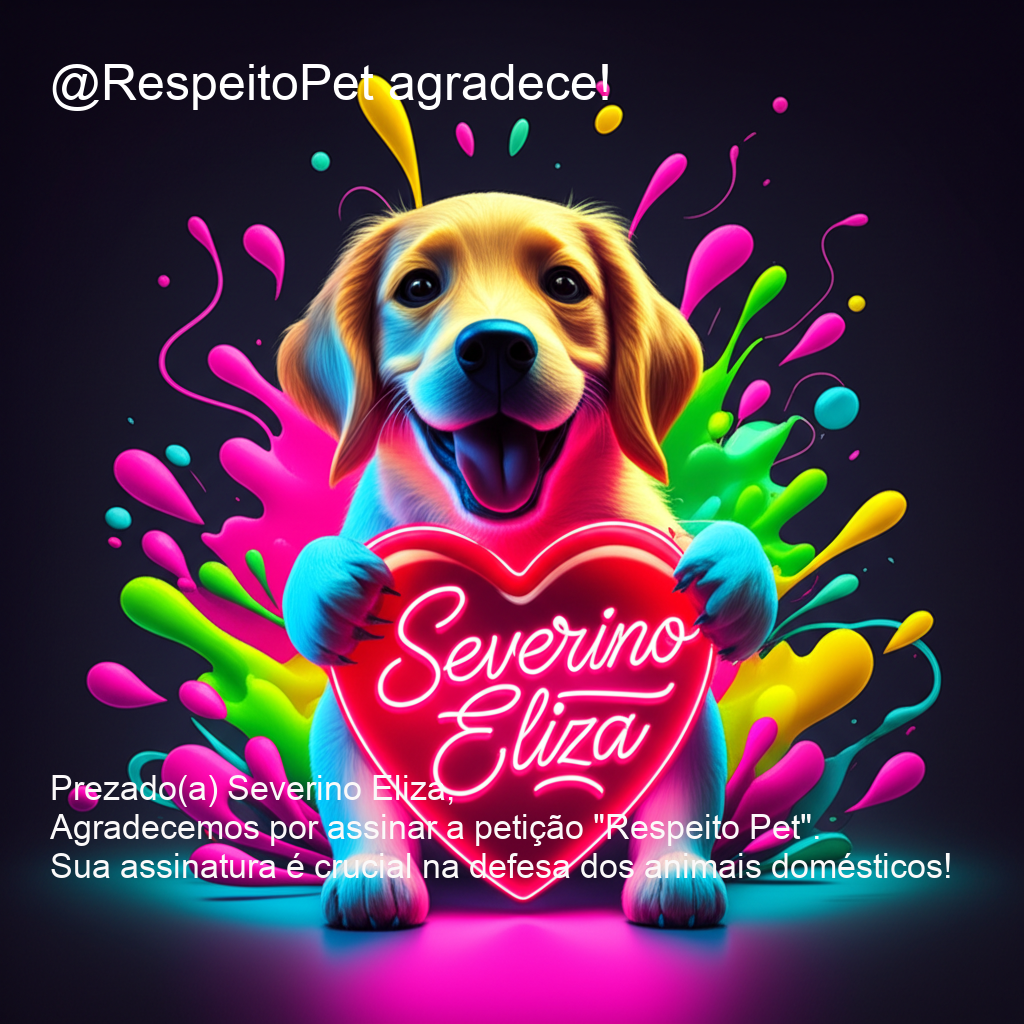 @RespeitoPet agradece!
Severino
Eliza
Prezado(a) Severino Eliza,
Agradecemos por assinar a petição "Respeito Pet".
Sua assinatura é crucial na defesa dos animais domésticos!